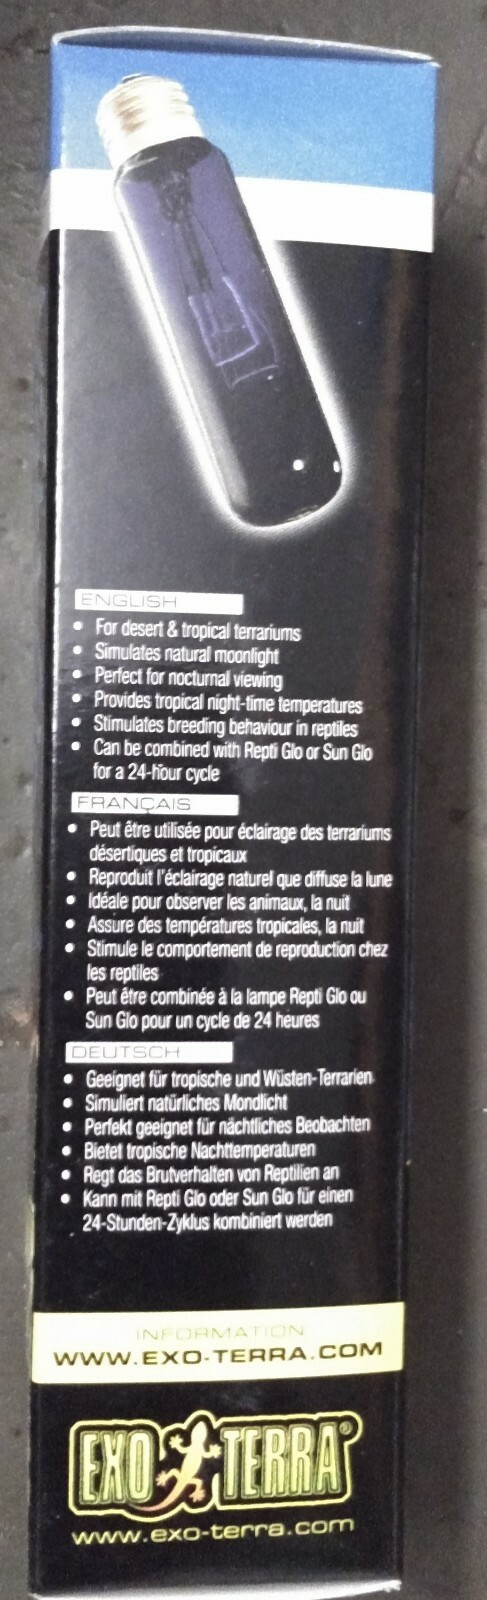 ENGLISH
• For desert & tropical terrariums
• Simulates natural moonlight
• Perfect for nocturnal viewing
• Provides tropical night-time temperatures
• Stimulates breeding behaviour in reptiles
• Can be combined with Repti Glo or Sun Glo
for a 24-hour cycle
FRANÇAIS
• Peut être utilisée pour éclairage des terrariums
désertiques et tropicaux
• Reproduit l'éclairage naturel que diffuse la lune
• Idéale pour observer les animaux, la nuit
• Assure des températures tropicales, la nuit
• Stimule le comportement de reproduction chez
les reptiles
• Peut être combinée à la lampe Repti Glo ou
Sun Glo pour un cycle de 24 heures
DEUTSCH
• Geeignet für tropische und Wüsten-Terrarien
• Simuliert natürliches Mondlicht
• Perfekt geeignet für nächtliches Beobachten
• Bietet tropische Nachttemperaturen
• Regt das Brutverhalten von Reptilien an
• Kann mit Repti Glo oder Sun Glo für einen
24-Stunden-Zyklus kombiniert werden
INFORMATION
WWW.EXO-TERRA.COM
EXO TERRA®
www.exo-terra.com